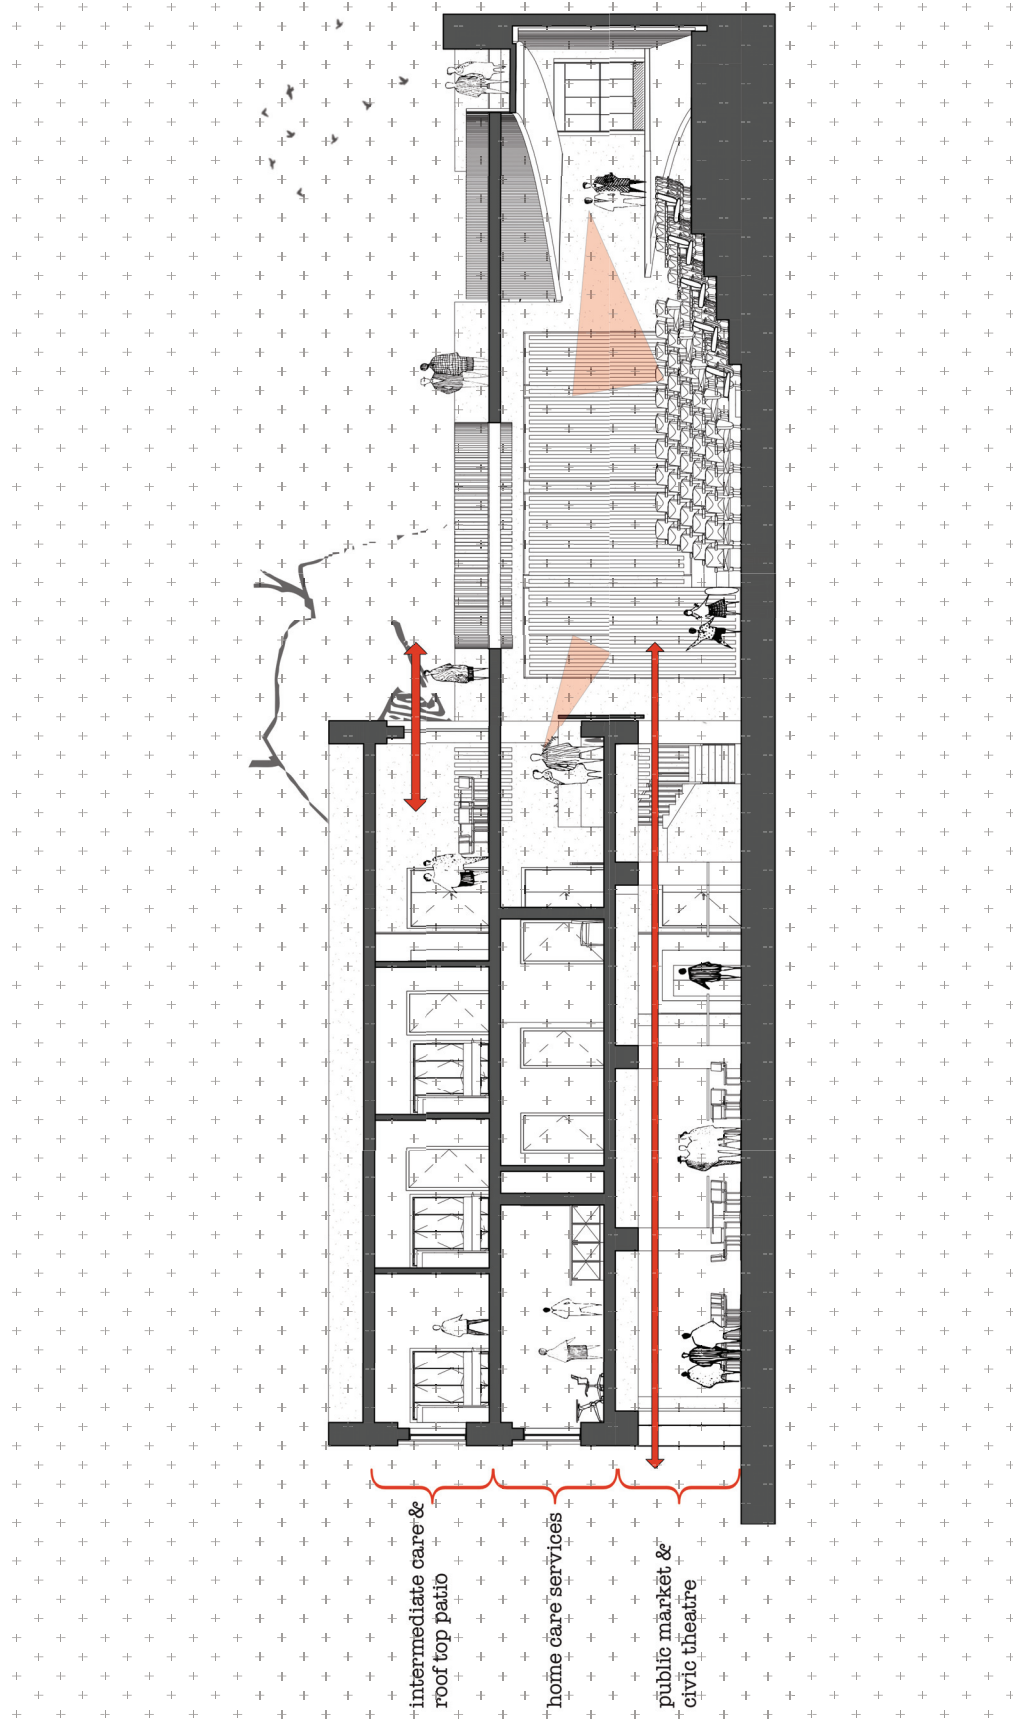 intermediate care &
roof top patio
home care services
public market &
civic theatre